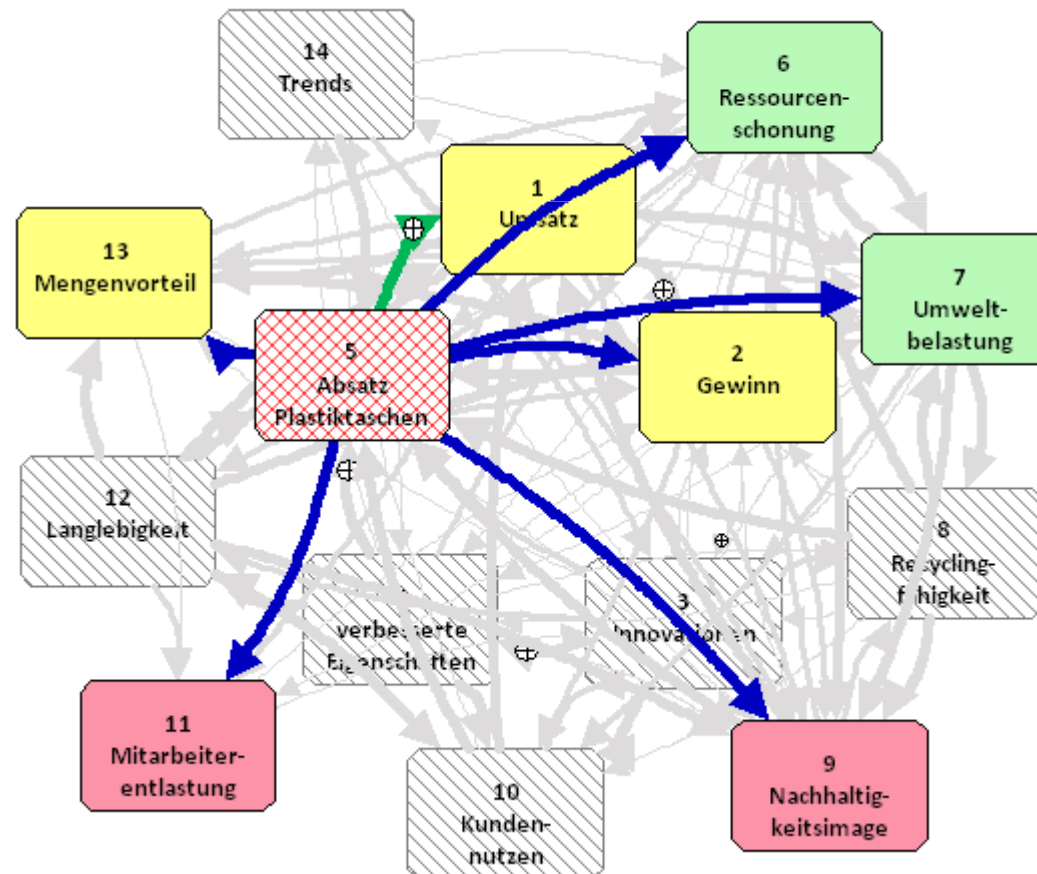 14
Trends
6
Ressourcen-
schonung
1
Umsatz
13
Mengenvorteil
7
Umwelt-
belastung
2
Gewinn
5
Absatz
Plastiktaschen
12
Langlebigkeit
8
Recycling-
fähigkeit
3
Innovationen
verbesserte
Eigenschaften
11
Mitarbeiter-
entlastung
9
Nachhaltig-
keitsimage
10
Kunden-
nutzen